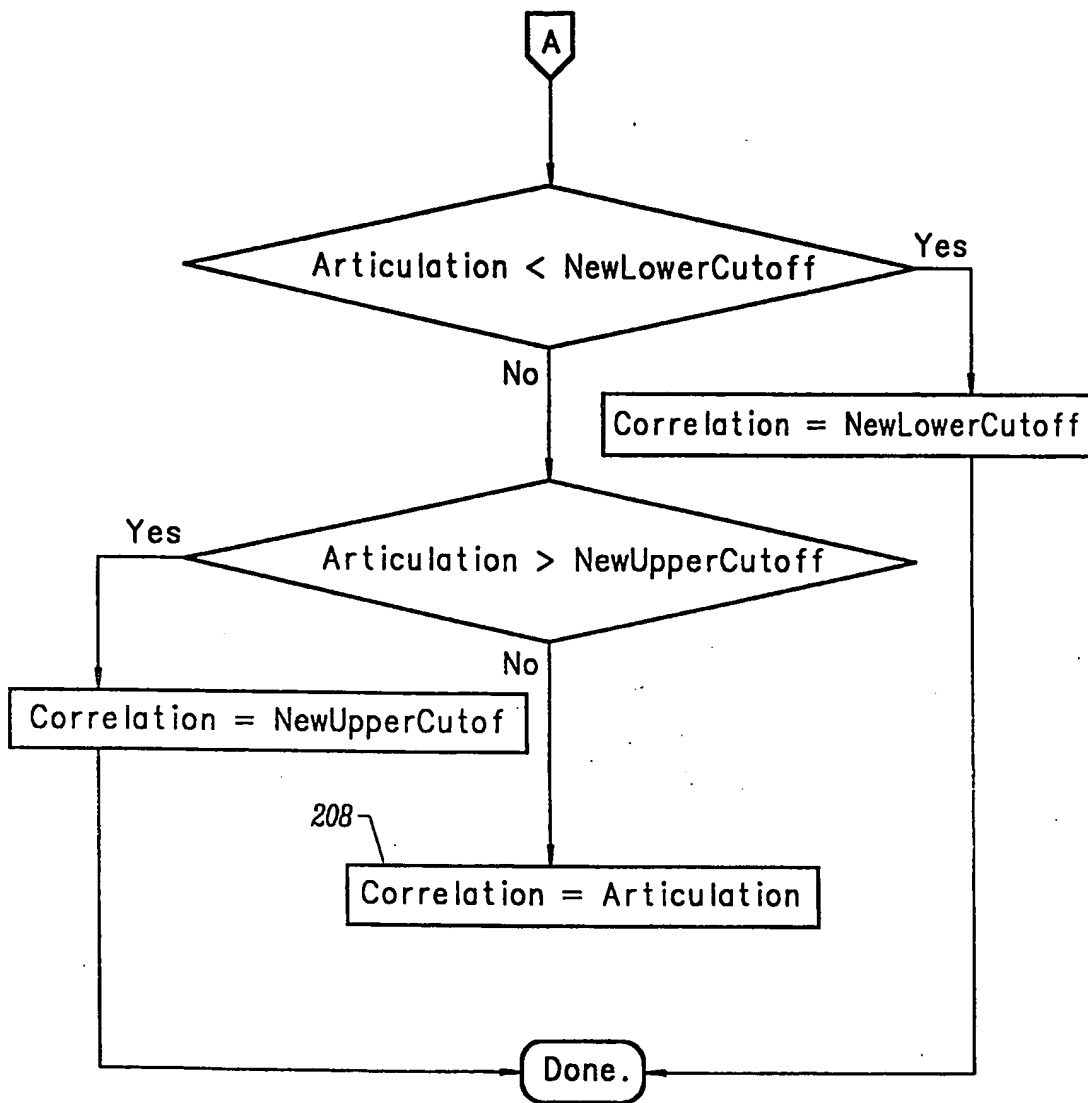 A
Articulation < NewLowerCutoff
Yes
No
Correlation = NewLowerCutoff
Yes
Articulation > NewUpperCutoff
No
Correlation = NewUpperCutof
208
Correlation = Articulation
Done.